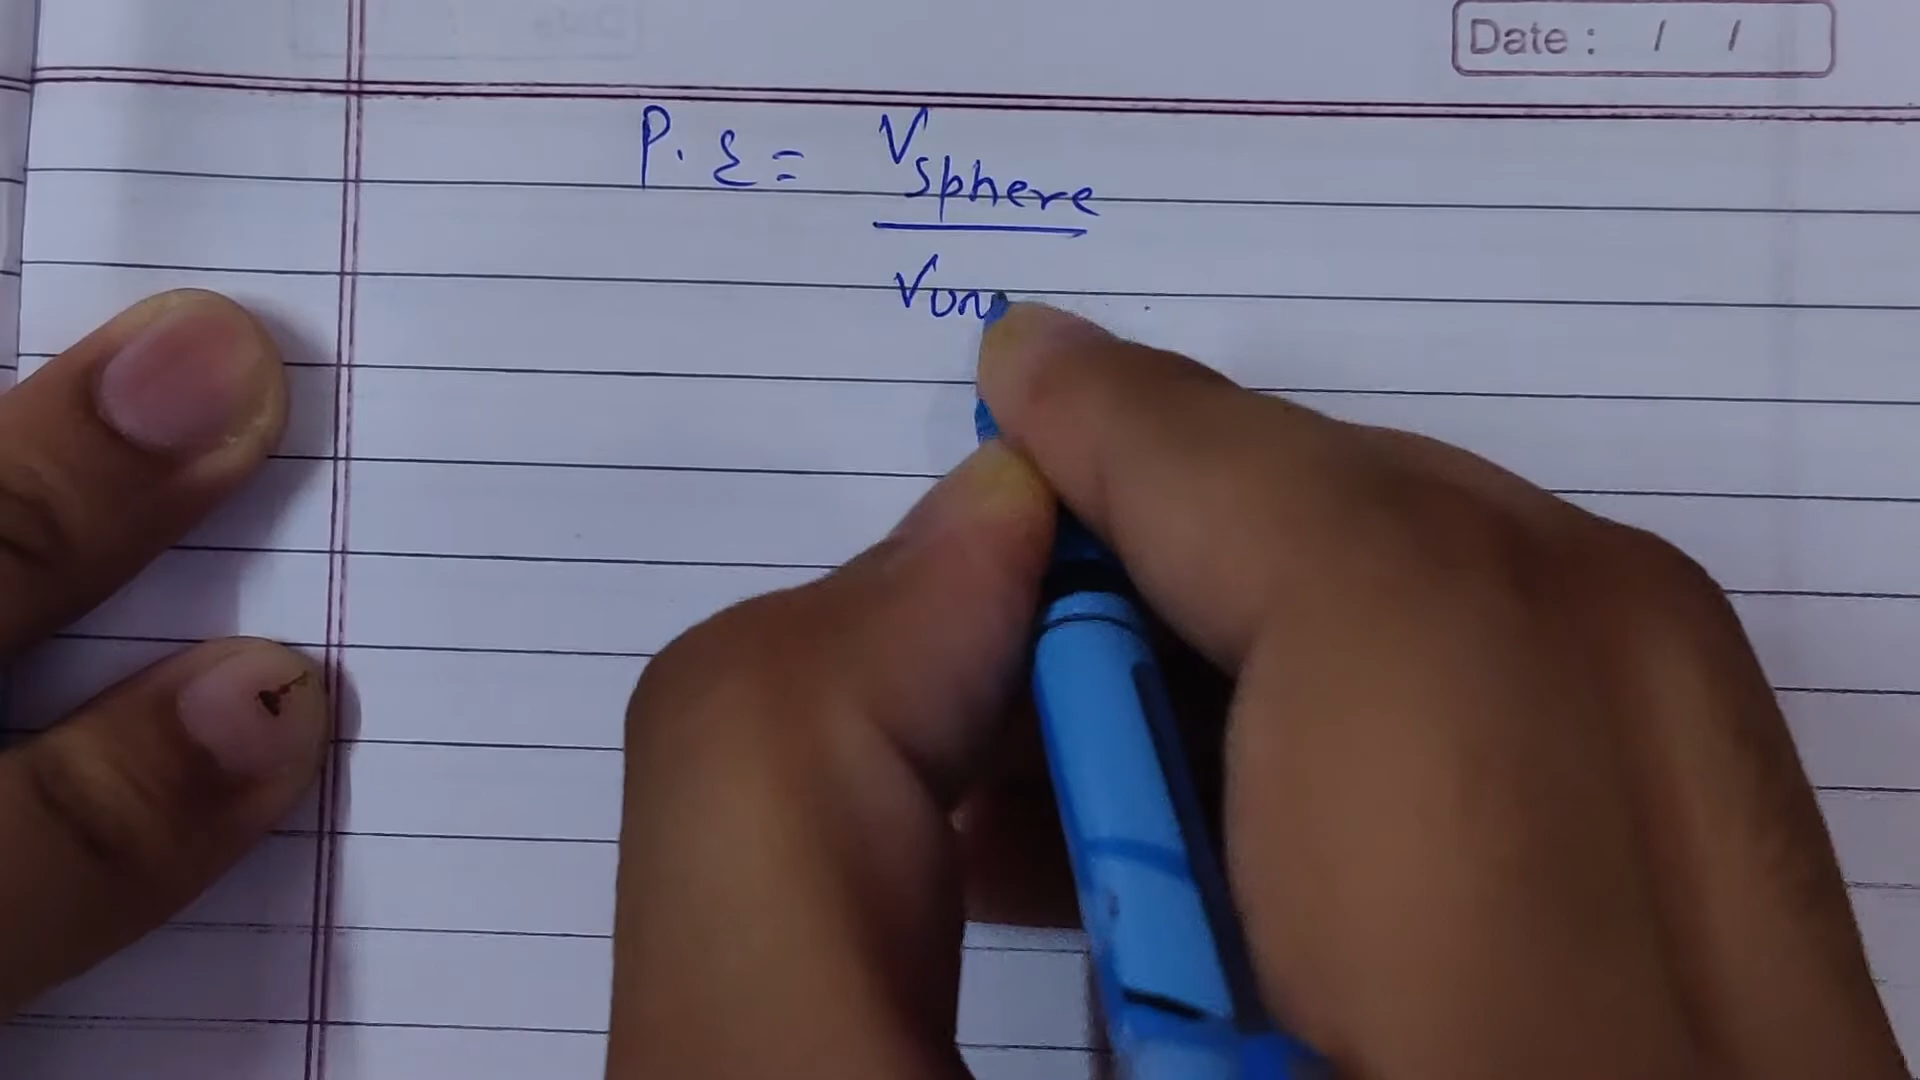 Date : / /
P. ε = V sphere
V un